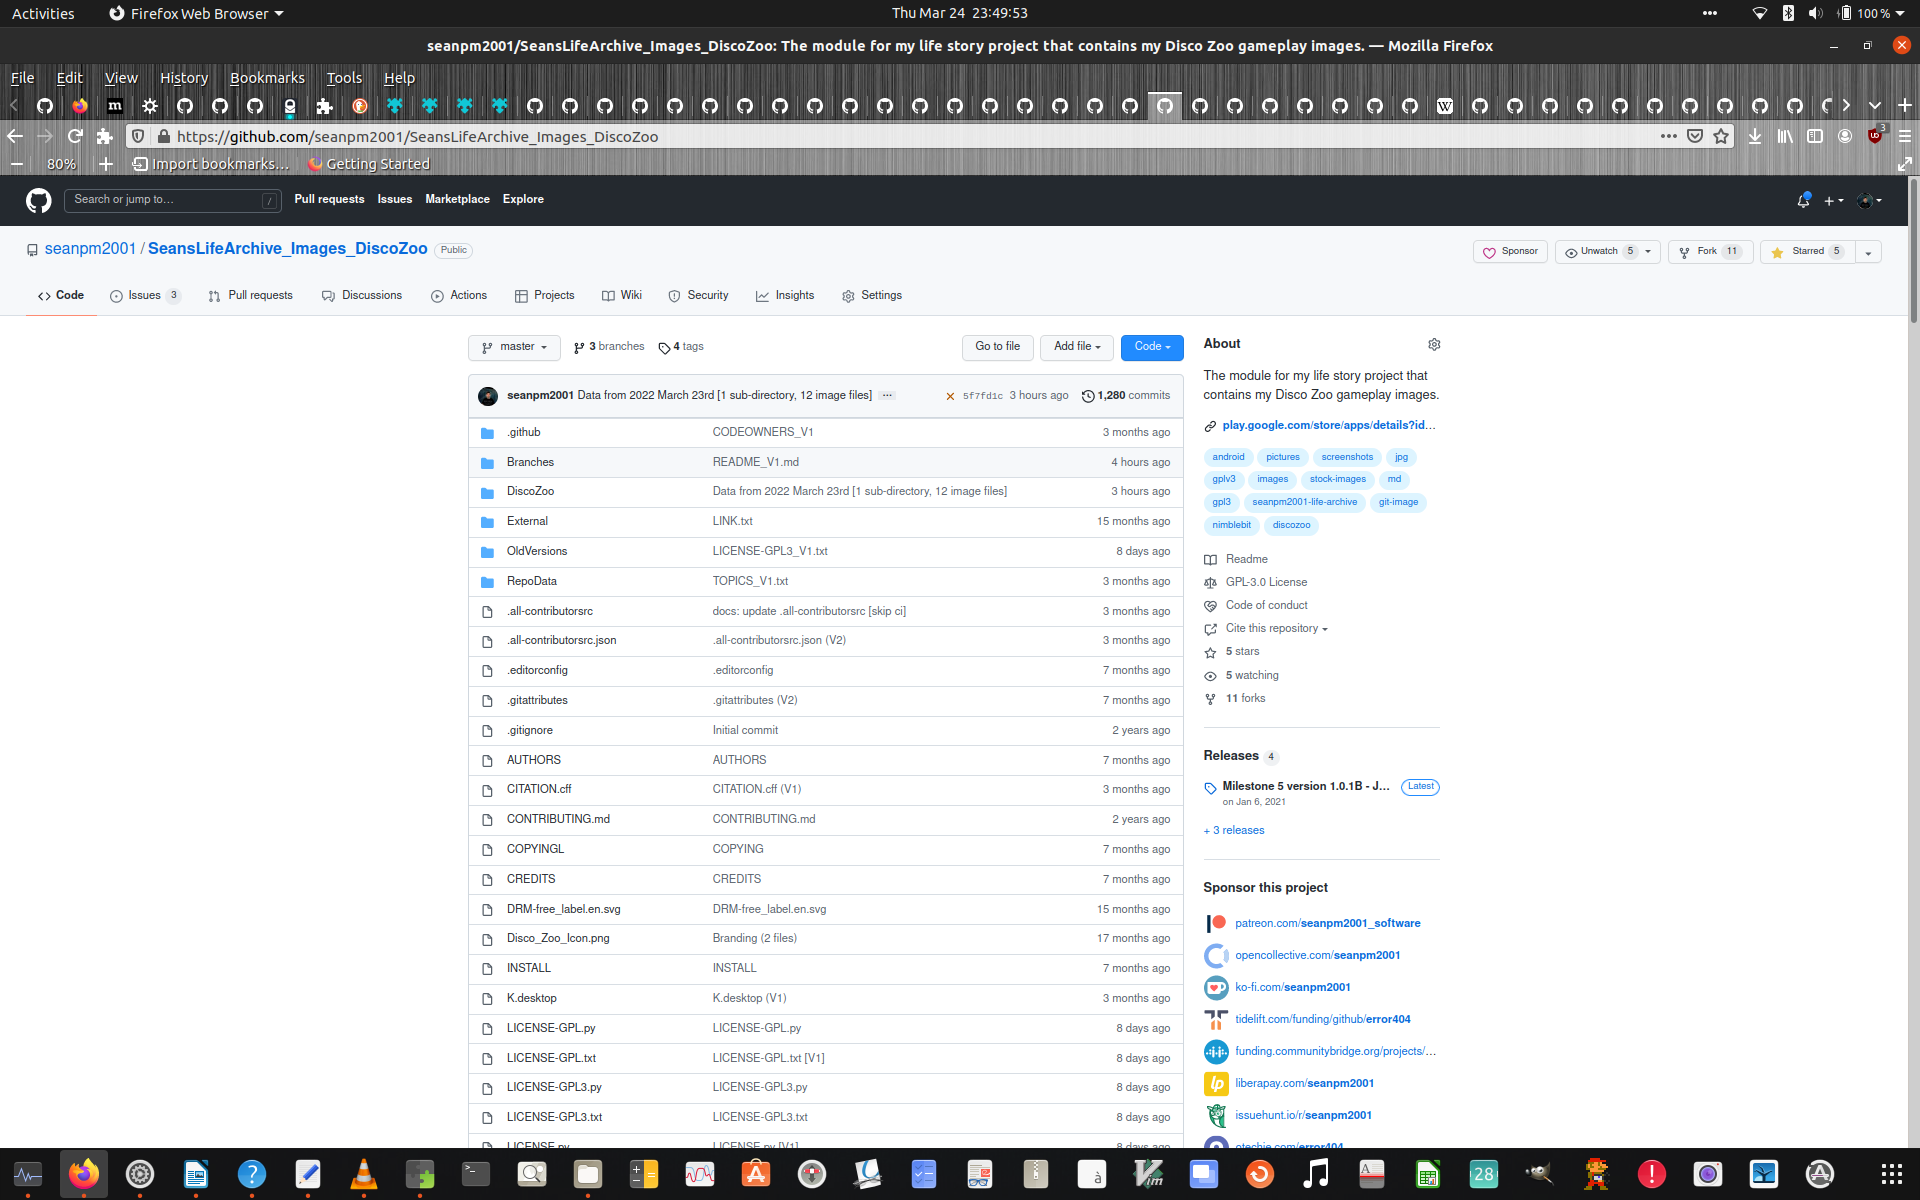 Activities
Firefox Web Browser
Thu Mar 24 23:49:53
100 %
seanpm2001/SeansLifeArchive_Images_DiscoZoo: The module for my life story project that contains my Disco Zoo gameplay images. — Mozilla Firefox
File Edit View History Bookmarks Tools Help
https://github.com/seanpm2001/SeansLifeArchive_Images_DiscoZoo
3
80%
Import bookmarks...
Getting Started
Search or jump to... /
Pull requests Issues Marketplace Explore
seanpm2001 / SeansLifeArchive_Images_DiscoZoo Public
Sponsor
Unwatch 5
Fork 11
Starred 5
Code
Issues 3
Pull requests
Discussions
Actions
Projects
Wiki
Security
Insights
Settings
master
3 branches
4 tags
Go to file
Add file
Code
seanpm2001 Data from 2022 March 23rd [1 sub-directory, 12 image files] ...
5f7fd1c 3 hours ago 1,280 commits
.github CODEOWNERS_V1 3 months ago
Branches README_V1.md 4 hours ago
DiscoZoo Data from 2022 March 23rd [1 sub-directory, 12 image files] 3 hours ago
External LINK.txt 15 months ago
OldVersions LICENSE-GPL3_V1.txt 8 days ago
RepoData TOPICS_V1.txt 3 months ago
.all-contributorsrc docs: update .all-contributorsrc [skip ci] 3 months ago
.all-contributorsrc.json .all-contributorsrc.json (V2) 3 months ago
.editorconfig .editorconfig 7 months ago
.gitattributes .gitattributes (V2) 7 months ago
.gitignore Initial commit 2 years ago
AUTHORS AUTHORS 7 months ago
CITATION.cff CITATION.cff (V1) 3 months ago
CONTRIBUTING.md CONTRIBUTING.md 2 years ago
COPYINGL COPYING 7 months ago
CREDITS CREDITS 7 months ago
DRM-free_label.en.svg DRM-free_label.en.svg 15 months ago
Disco_Zoo_Icon.png Branding (2 files) 17 months ago
INSTALL INSTALL 7 months ago
K.desktop K.desktop (V1) 3 months ago
LICENSE-GPL.py LICENSE-GPL.py 8 days ago
LICENSE-GPL.txt LICENSE-GPL.txt [V1] 8 days ago
LICENSE-GPL3.py LICENSE-GPL3.py 8 days ago
LICENSE-GPL3.txt LICENSE-GPL3.txt 8 days ago
LICENSE.py LICENSE.py [V1] 8 days ago
About
The module for my life story project that
contains my Disco Zoo gameplay images.
play.google.com/store/apps/details?id...
android pictures screenshots jpg
gplv3 images stock-images md
gpl3 seanpm2001-life-archive git-image
nimblebit discozoo
Readme
GPL-3.0 License
Code of conduct
Cite this repository
5 stars
5 watching
11 forks
Releases 4
Milestone 5 version 1.0.1B - J... Latest
on Jan 6, 2021
+ 3 releases
Sponsor this project
patreon.com/seanpm2001_software
opencollective.com/seanpm2001
ko-fi.com/seanpm2001
tidelift.com/funding/github/error404
funding.communitybridge.org/projects/...
liberapay.com/seanpm2001
issuehunt.io/r/seanpm2001
otechie.com/error404
28